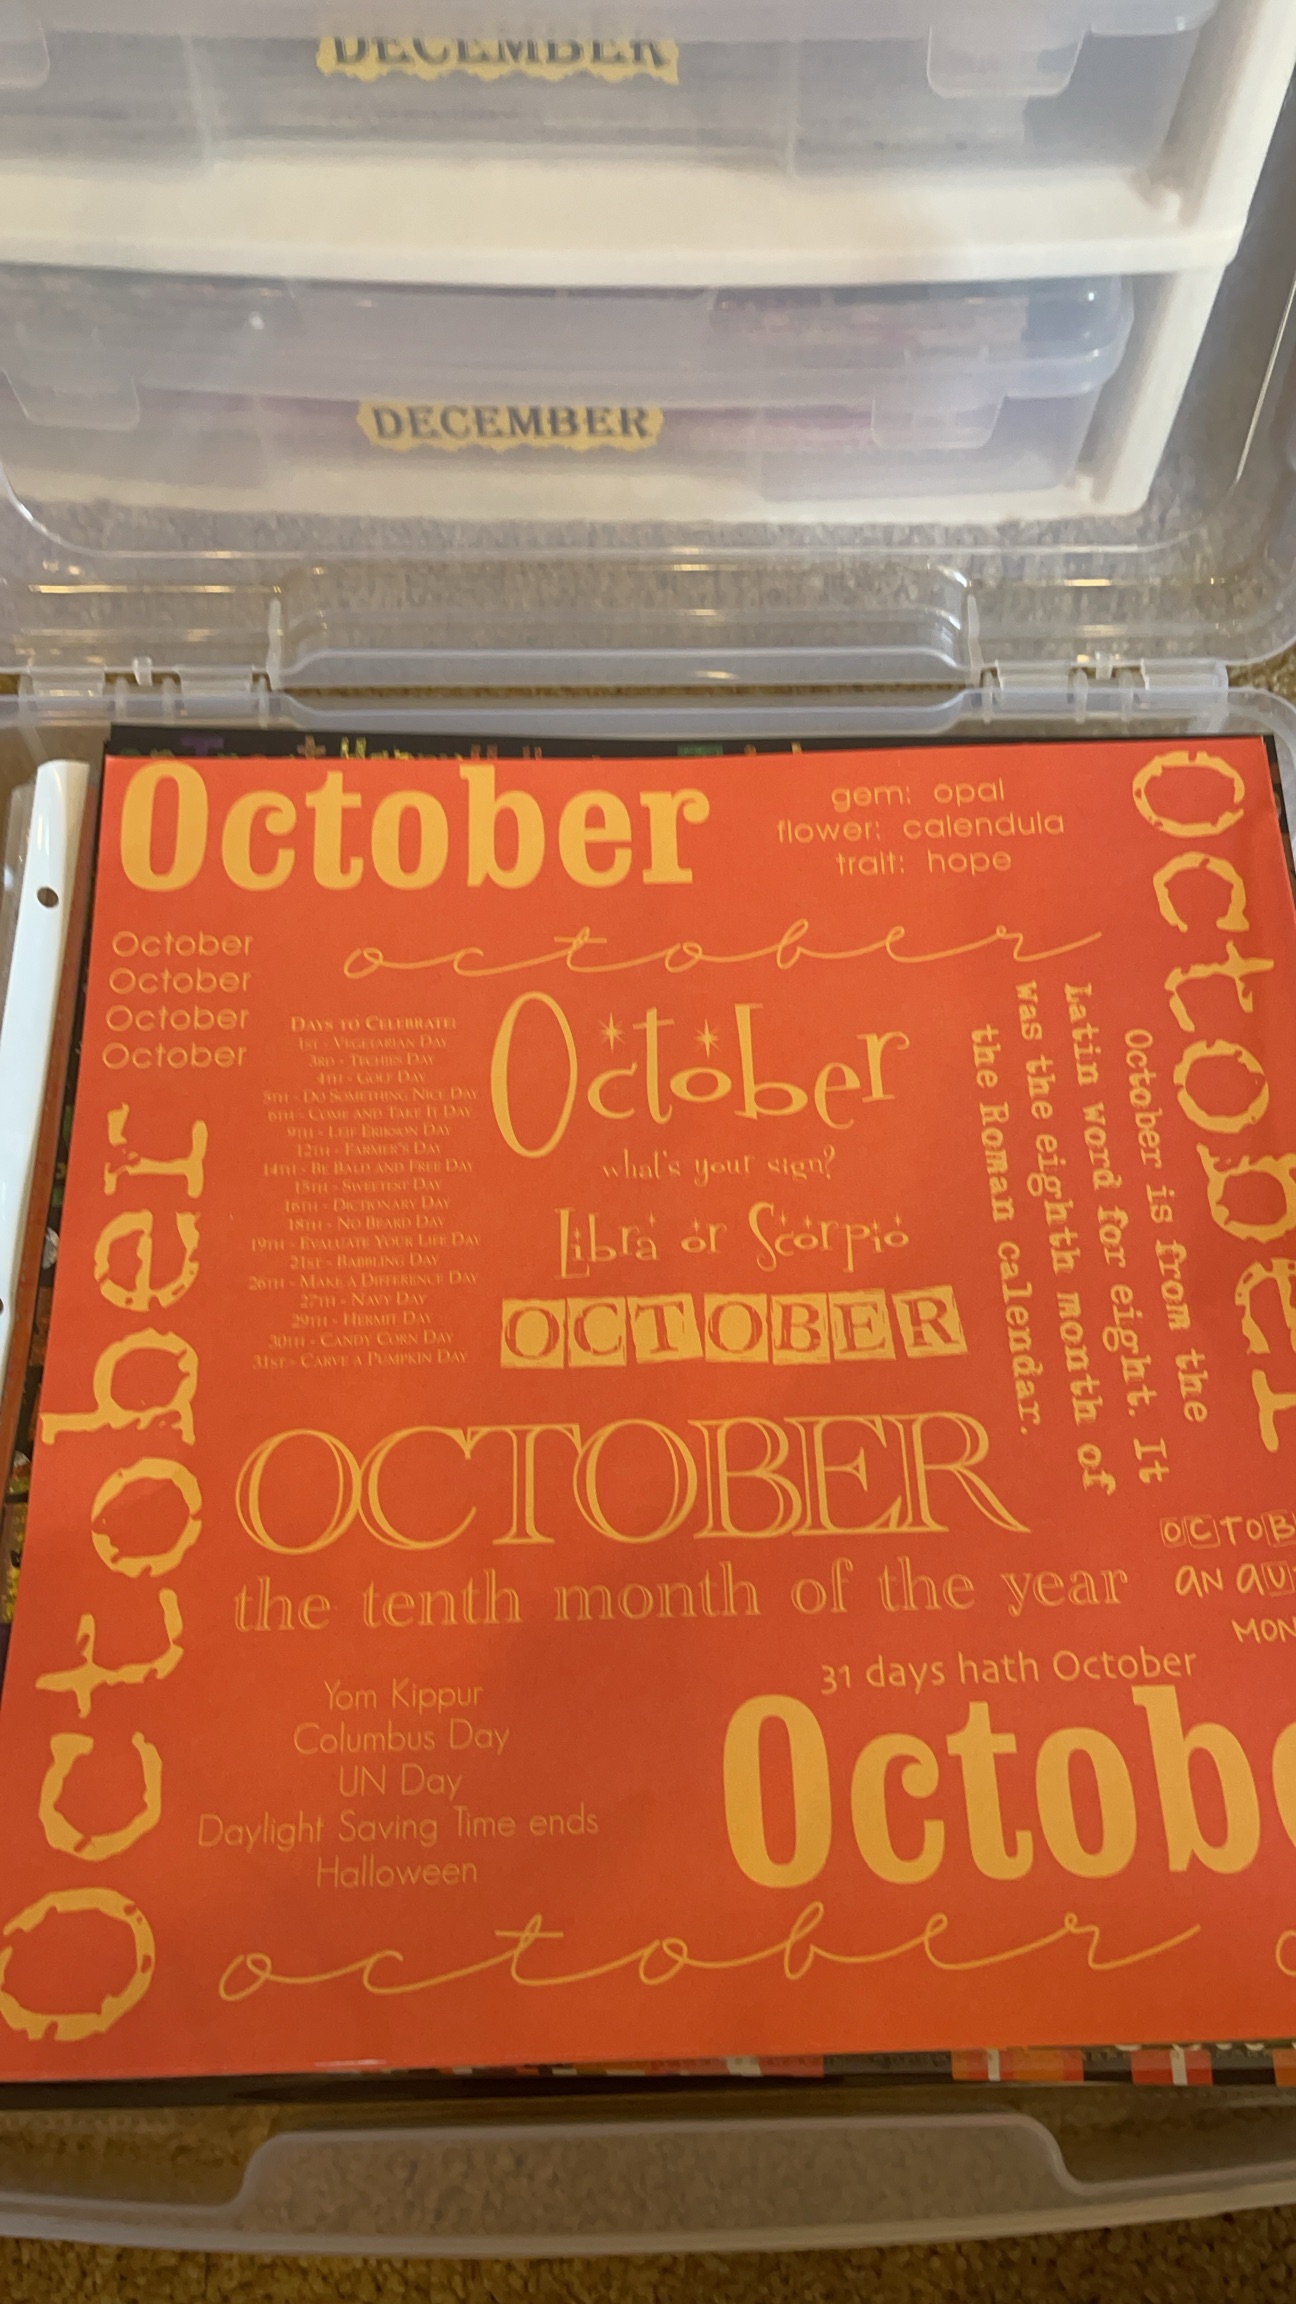 DECEMBER
DECEMBER
October
gem: opal
flower: calendula
trait: hope
October
october
October
October
October
October
DAYS TO CELEBRATE:
1ST - VEGETARIAN DAY
3RD - TECHIES DAY
4TH - GOLF DAY
5TH - DO SOMETHING NICE DAY
6TH - COME AND TAKE IT DAY
9TH - LEIF ERIKSON DAY
12TH - FARMER'S DAY
14TH - BE BALD AND FREE DAY
15TH - SWEETEST DAY
16TH - DICTIONARY DAY
18TH - NO BEARD DAY
19TH - EVALUATE YOUR LIFE DAY
21ST - BABBLING DAY
26TH - MAKE A DIFFERENCE DAY
27TH - NAVY DAY
29TH - HERMIT DAY
30TH - CANDY CORN DAY
31ST - CARVE A PUMPKIN DAY
October
what's your sign?
Libra or Scorpio
OCTOBER
October is from the
Latin word for eight. It
was the eighth month of
the Roman calendar.
October
OCTOBER
the tenth month of the year
OCTOB
AN AU
MON
31 days hath October
Yom Kippur
Columbus Day
UN Day
Daylight Saving Time ends
Halloween
Octob
october